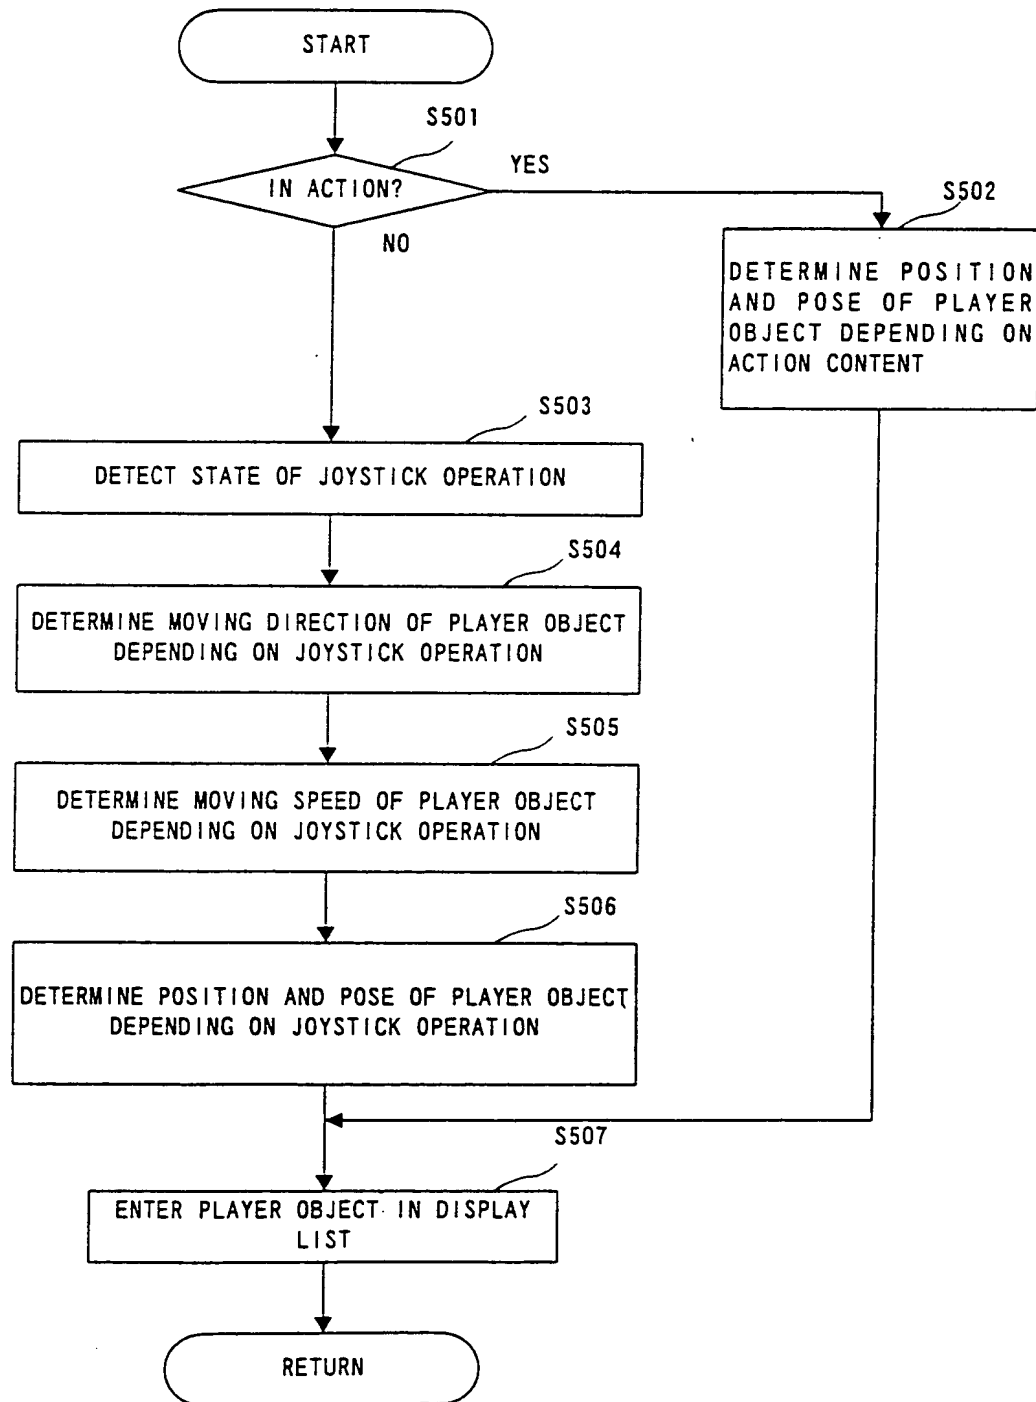 START
S501
IN ACTION?
YES
NO
S502
DETERMINE POSITION
AND POSE OF PLAYER
OBJECT DEPENDING ON
ACTION CONTENT
S503
DETECT STATE OF JOYSTICK OPERATION
S504
DETERMINE MOVING DIRECTION OF PLAYER OBJECT
DEPENDING ON JOYSTICK OPERATION
S505
DETERMINE MOVING SPEED OF PLAYER OBJECT
DEPENDING ON JOYSTICK OPERATION
S506
DETERMINE POSITION AND POSE OF PLAYER OBJECT
DEPENDING ON JOYSTICK OPERATION
S507
ENTER PLAYER OBJECT IN DISPLAY
LIST
RETURN